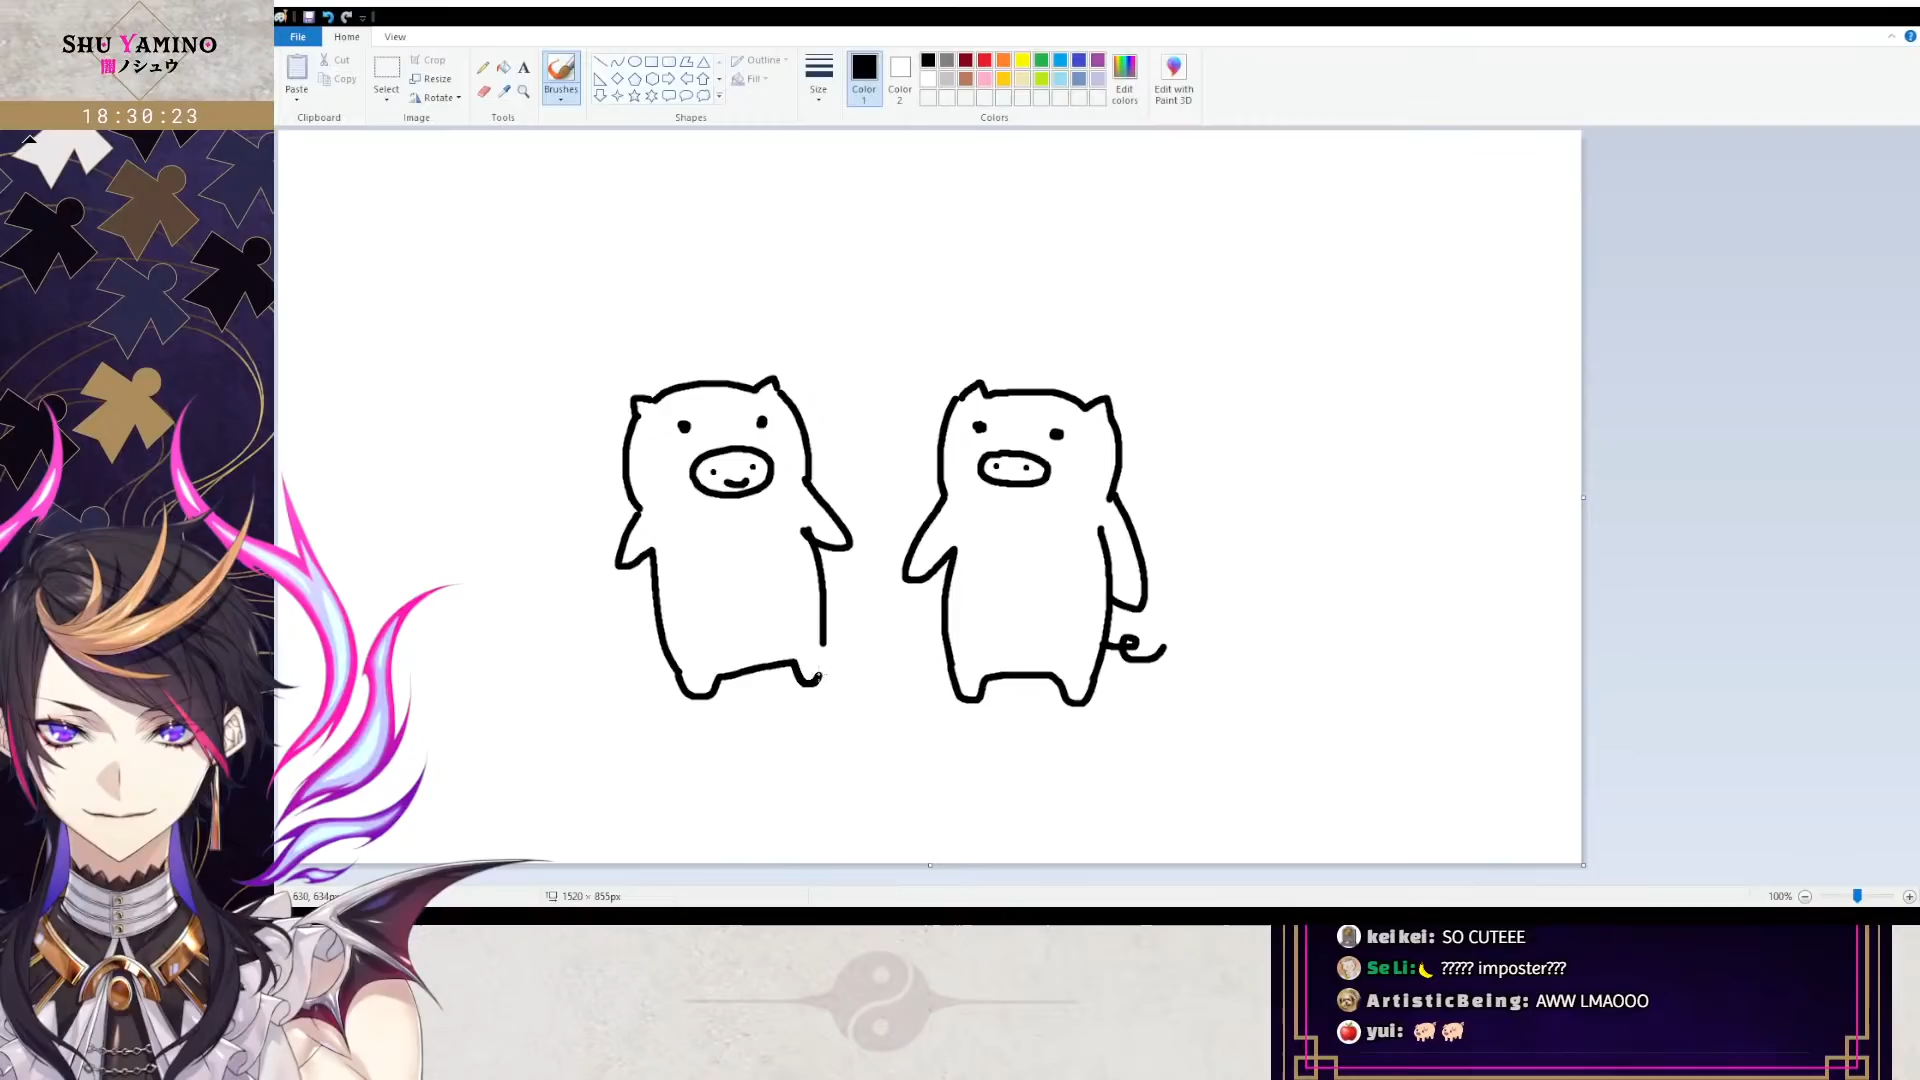 SHU YAMINO
闇ノシュウ
18:30:23
File Home View
Paste
Cut
Copy
Clipboard
Select
Crop
Resize
Rotate
Image
A
Tools
Brushes
Outline
Fill
Shapes
Size
Color 1
Color 2
Edit colors
Colors
Edit with Paint 3D
630, 634px
1520 × 855px
100%
kei kei: SO CUTEEE
Se Li: ????? imposter???
ArtisticBeing: AWW LMAOOO
yui: